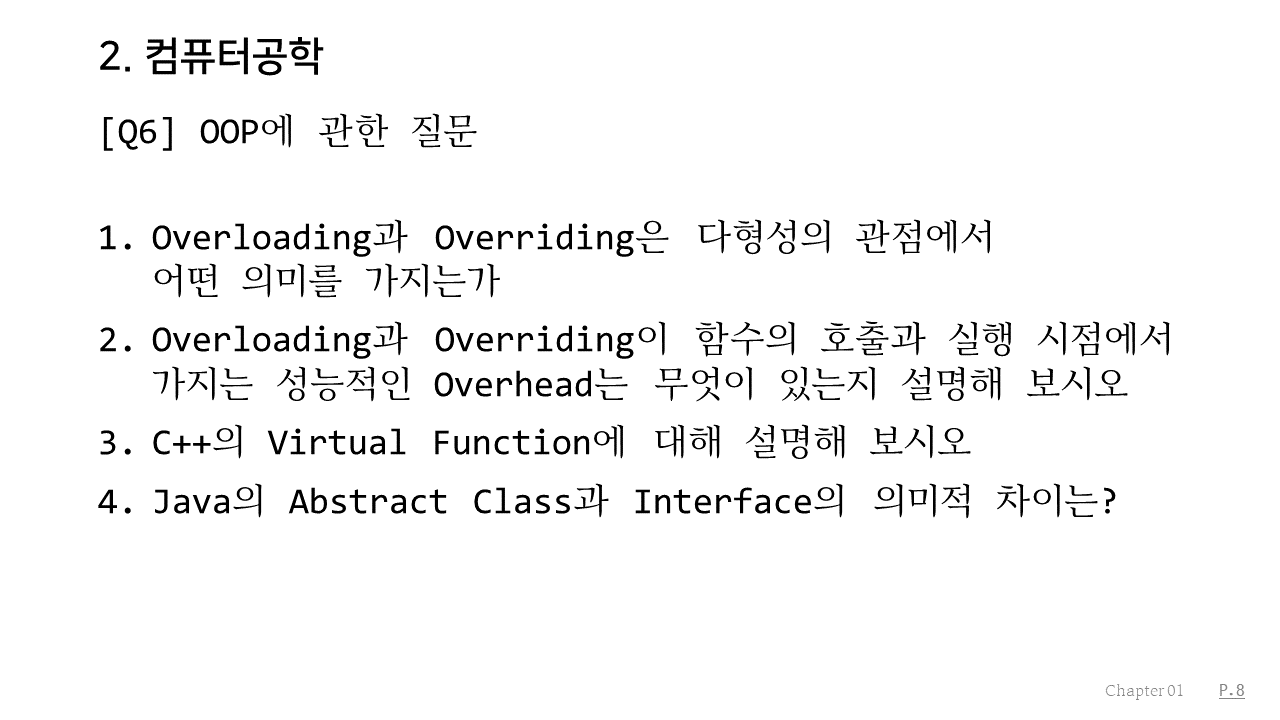 2. 컴퓨터공학
[Q6] OOP에 관한 질문
1. Overloading과 Overriding은 다형성의 관점에서
어떤 의미를 가지는가
2. Overloading과 Overriding이 함수의 호출과 실행 시점에서
가지는 성능적인 Overhead는 무엇이 있는지 설명해 보시오
3. C++의 Virtual Function에 대해 설명해 보시오
4. Java의 Abstract Class과 Interface의 의미적 차이는?
Chapter 01 P.8